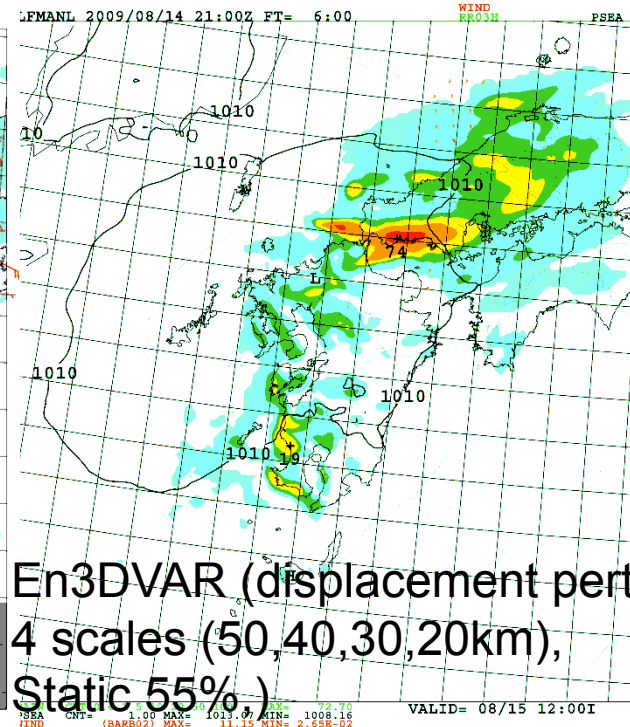 LFMANL 2009/08/14 21:00Z FT= 6:00
WIND
RR03H PSEA
1010
10
1010
1010
74
L
1010
1010
1010 19
H
En3DVAR (displacement pert
4 scales (50,40,30,20km),
Static 55%,)
MAX= 72.70
PSEA CNT= 1.00 MAX= 1013.07 MIN= 1008.16
VALID= 08/15 12:00I
WIND (BARB02) MAX= 11.15 MIN= 2.65E-02